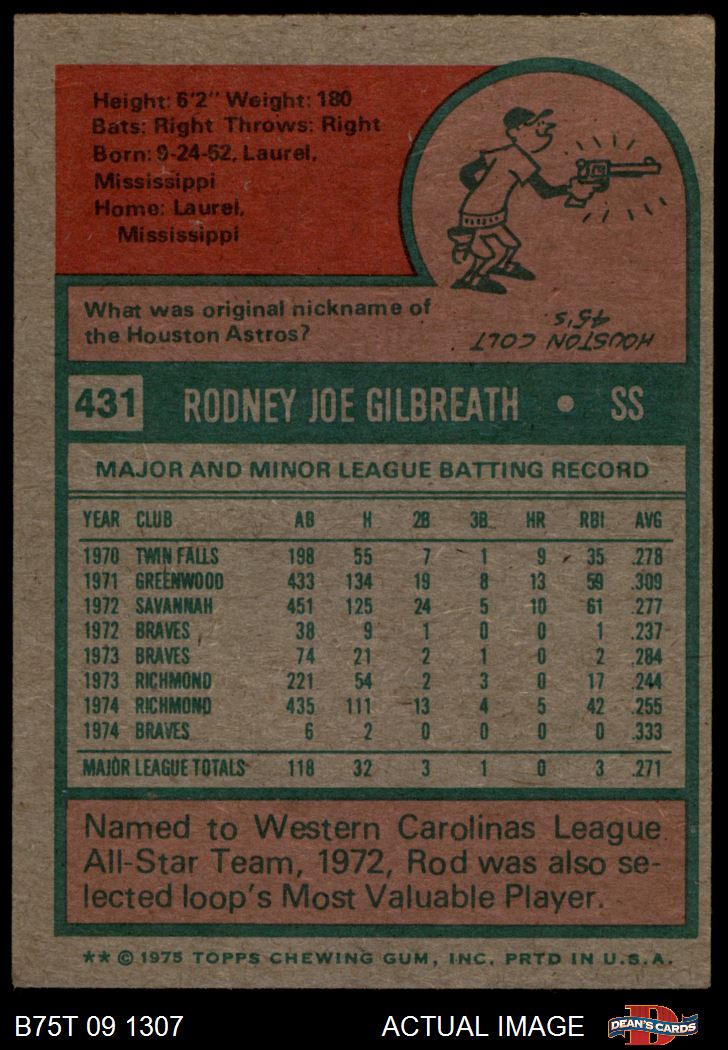 Height: 6'2" Weight: 180
Bats: Right Throws: Right
Born: 9-24-52, Laurel,
Mississippi
Home: Laurel,
Mississippi
What was original nickname of
the Houston Astros?
HOUSTON COLT
45's.
431 RODNEY JOE GILBREATH • SS
MAJOR AND MINOR LEAGUE BATTING RECORD
YEAR CLUB AB H 2B 3B HR RBI AVG
1970 TWIN FALLS 198 55 7 1 9 35 .278
1971 GREENWOOD 433 134 19 8 13 59 .309
1972 SAVANNAH 451 125 24 5 10 61 .277
1972 BRAVES 38 9 1 0 0 1 .237
1973 BRAVES 74 21 2 1 0 2 .284
1973 RICHMOND 221 54 2 3 0 17 .244
1974 RICHMOND 435 111 13 4 5 42 .255
1974 BRAVES 6 2 0 0 0 0 .333
MAJOR LEAGUE TOTALS 118 32 3 1 0 3 .271
Named to Western Carolinas League
All-Star Team, 1972, Rod was also se-
lected loop's Most Valuable Player.
** © 1975 TOPPS CHEWING GUM, INC. PRTD IN U.S.A.
B75T 09 1307 ACTUAL IMAGE DEAN'S CARDS